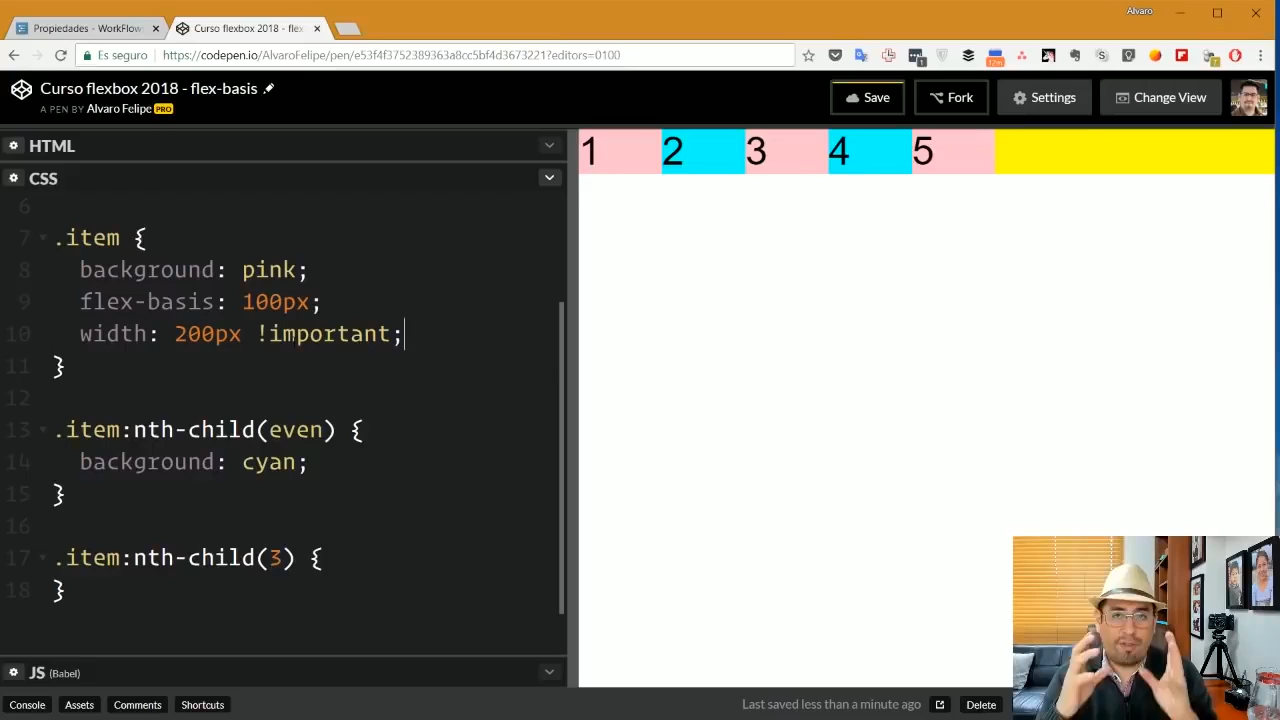 Alvaro
Propiedades - WorkFlow
Curso flexbox 2018 - flex
Es seguro
https://codepen.io/AlvaroFelipe/pen/e53f4f3752389363a8cc5bf4d3673221?editors=0100
Curso flexbox 2018 - flex-basis
A PEN BY Alvaro Felipe PRO
Save
Fork
Settings
Change View
HTML
CSS
6
7 .item {
8 background: pink;
9 flex-basis: 100px;
10 width: 200px !important;
11 }
12
13 .item:nth-child(even) {
14 background: cyan;
15 }
16
17 .item:nth-child(3) {
18 }
1 2 3 4 5
JS (Babel)
Console
Assets
Comments
Shortcuts
Last saved less than a minute ago
Delete